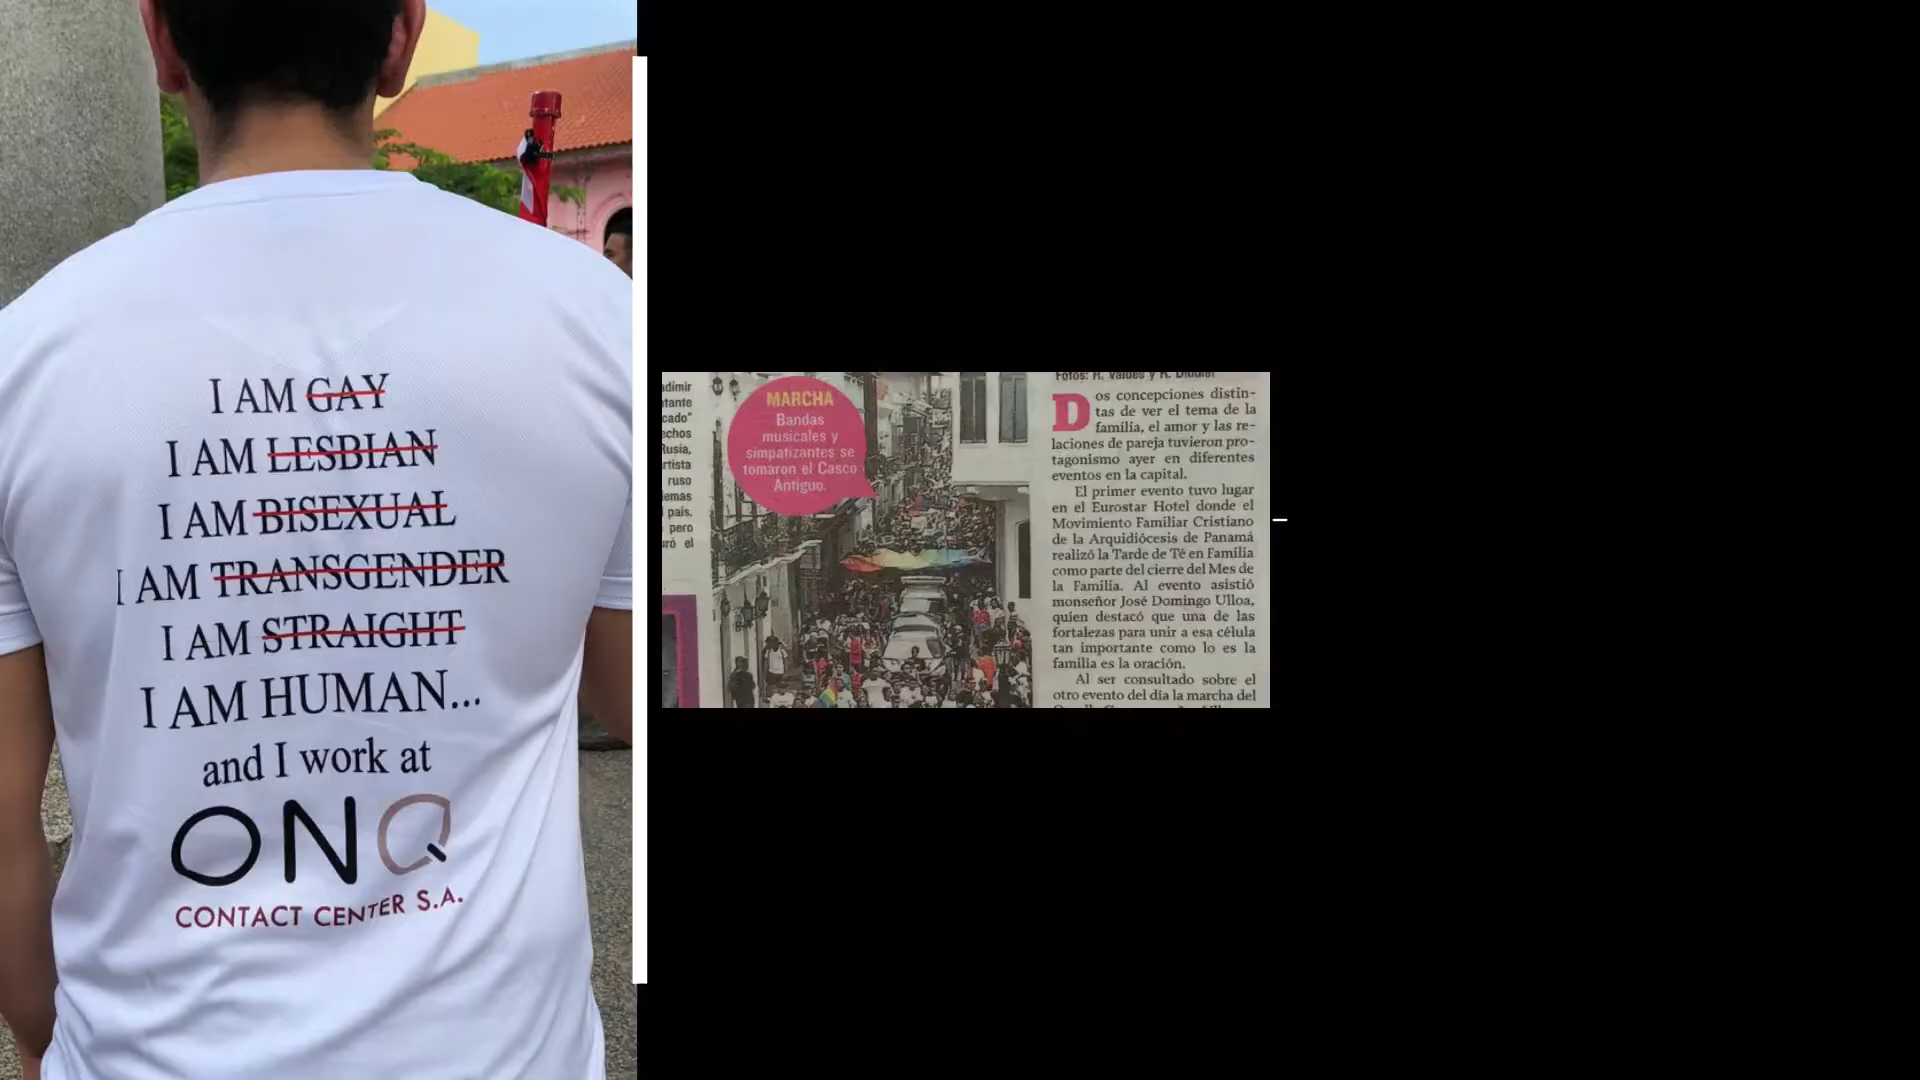 I AM GAY
I AM LESBIAN
I AM BISEXUAL
I AM TRANSGENDER
I AM STRAIGHT
I AM HUMAN...
and I work at
ONQ
CONTACT CENTER S.A.
MARCHA
Bandas
musicales y
simpatizantes se
tomaron el Casco
Antiguo.
Fotos: R. Valdés y R.
Dos concepciones distin-
tas de ver el tema de la
familia, el amor y las re-
laciones de pareja tuvieron pro-
tagonismo ayer en diferentes
eventos en la capital.
El primer evento tuvo lugar
en el Eurostar Hotel donde el
Movimiento Familiar Cristiano
de la Arquidiócesis de Panamá
realizó la Tarde de Té en Familia
como parte del cierre del Mes de
la Familia. Al evento asistió
monseñor José Domingo Ulloa,
quien destacó que una de las
fortalezas para unir a esa célula
tan importante como lo es la
familia es la oración.
Al ser consultado sobre el
otro evento del día la marcha del